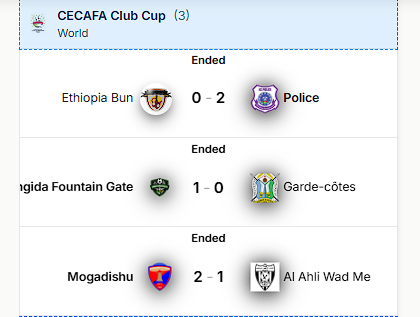 CECAFA Club Cup (3)
World
Ended
Ethiopia Bun 0 - 2 Police
Ended
ngida Fountain Gate 1 - 0 Garde-côtes
Ended
Mogadishu 2 - 1 Al Ahli Wad Me